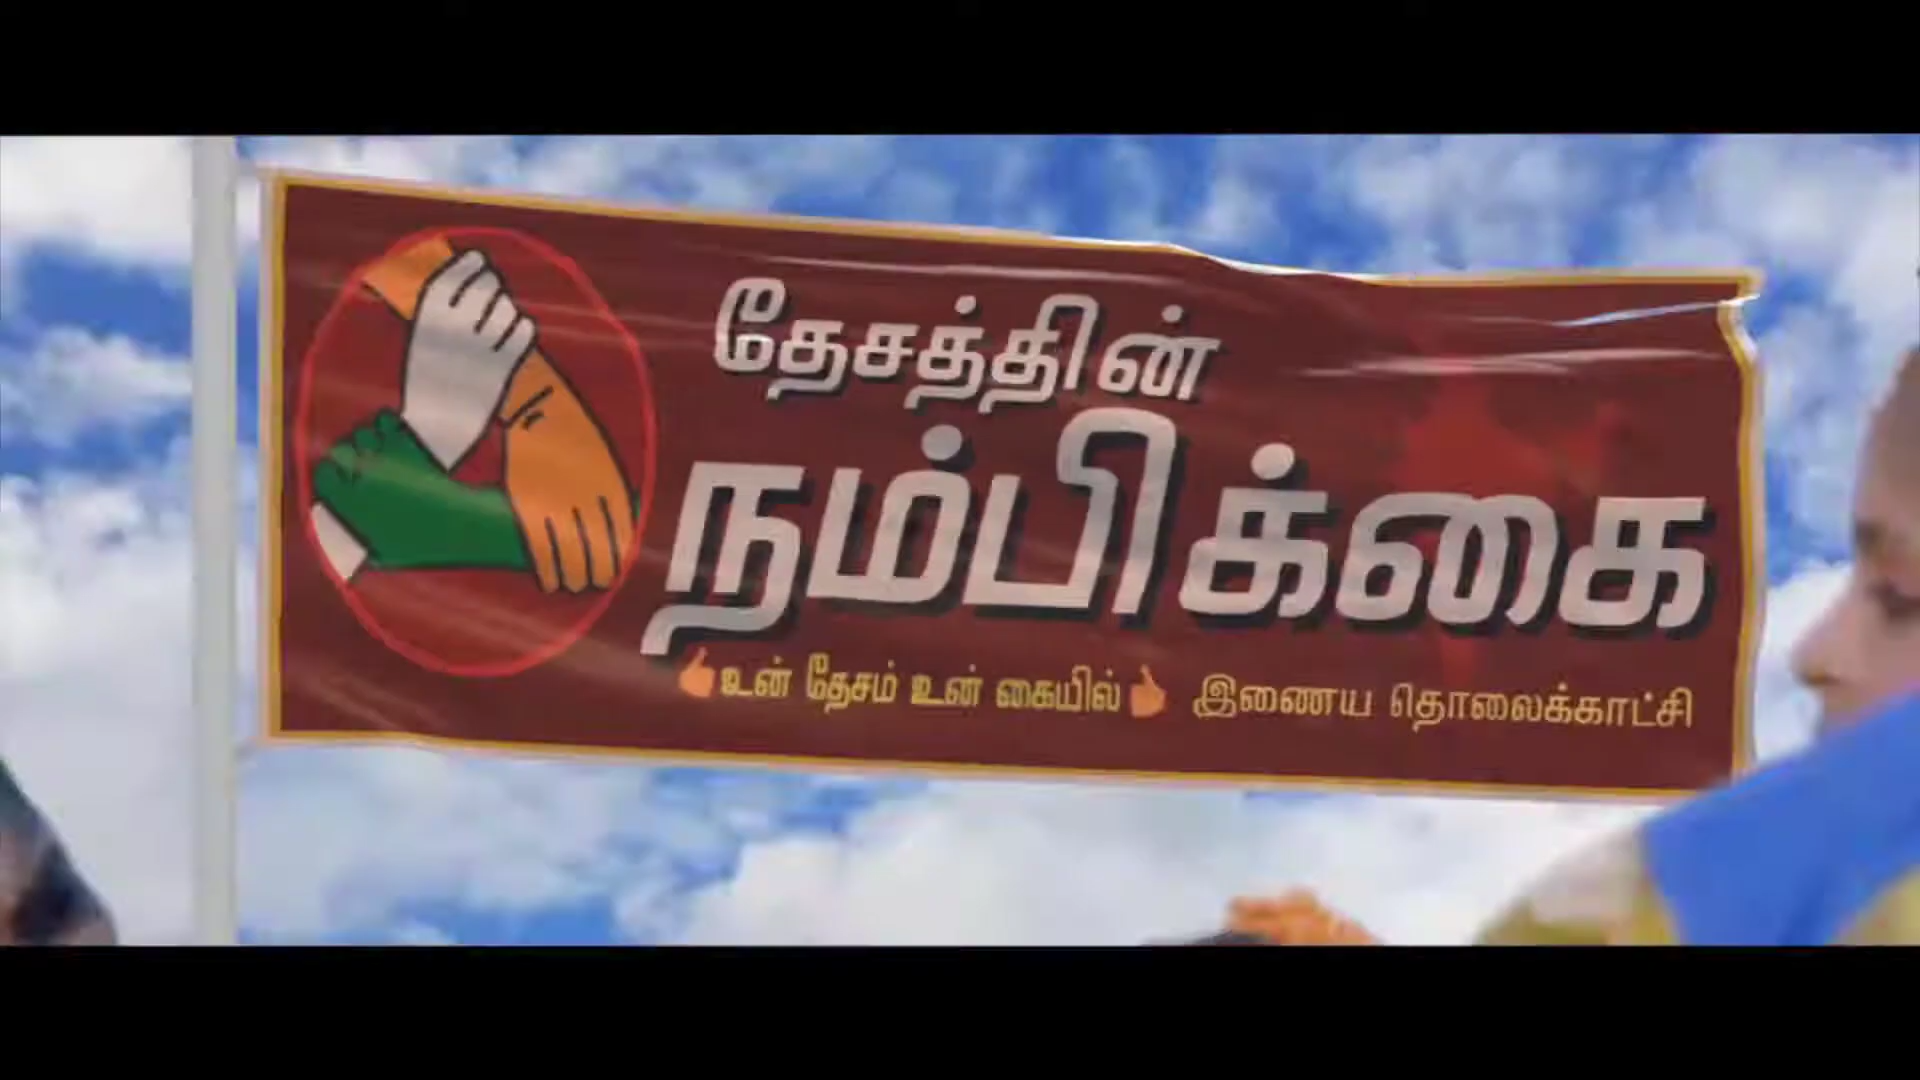 தேசத்தின்
நம்பிக்கை
உன் தேசம் உன் கையில் இணைய தொலைக்காட்சி